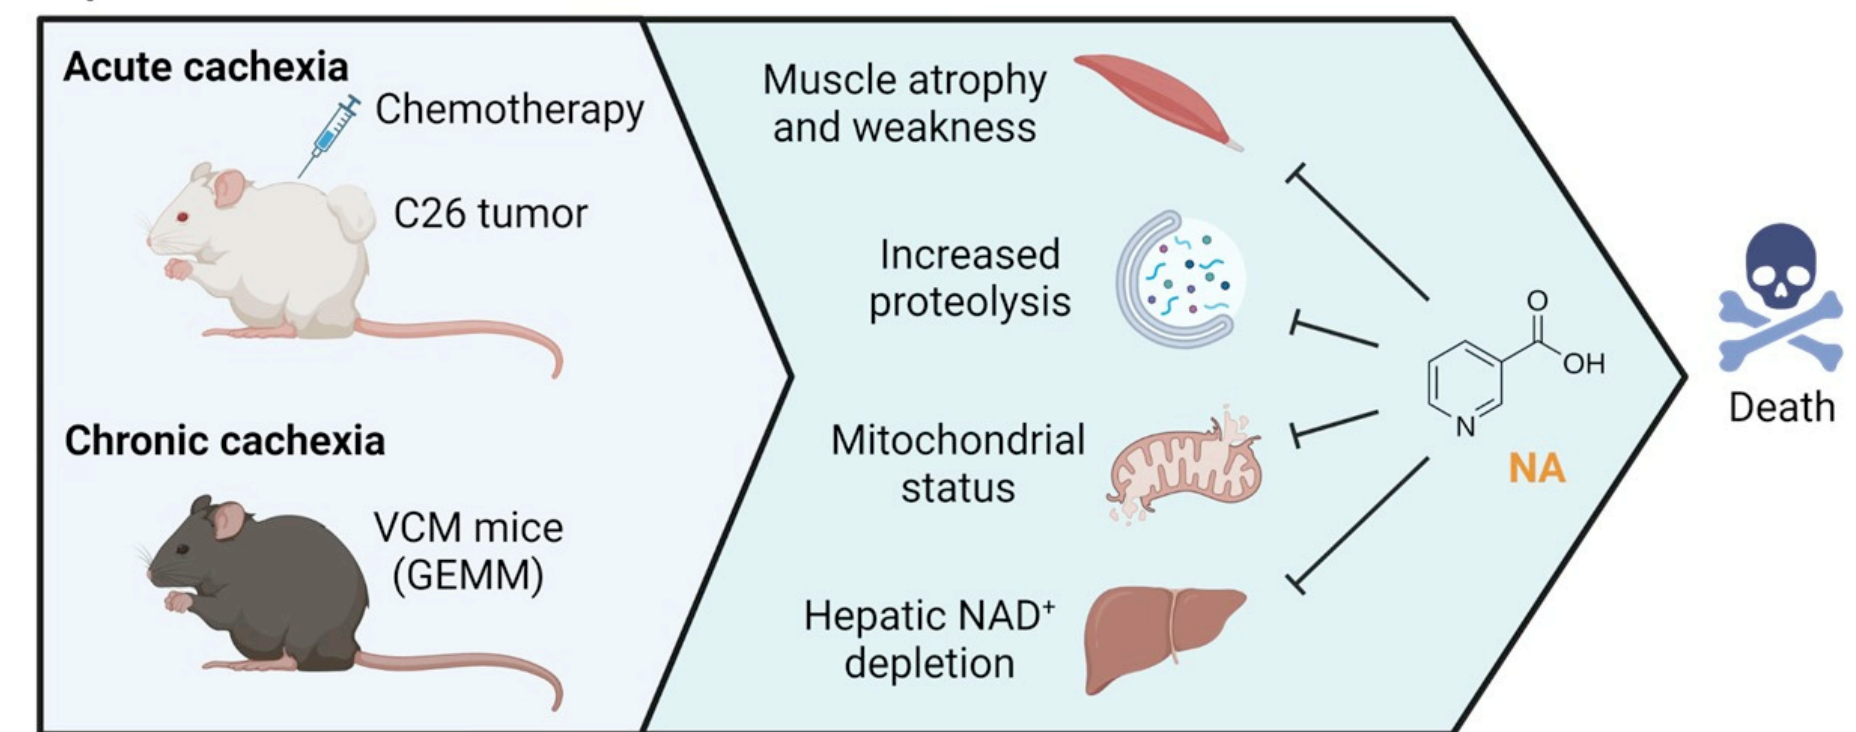 Acute cachexia
Chemotherapy
C26 tumor
Chronic cachexia
VCM mice
(GEMM)
Muscle atrophy
and weakness
Increased
proteolysis
Mitochondrial
status
Hepatic NAD⁺
depletion
O
OH
N
NA
Death